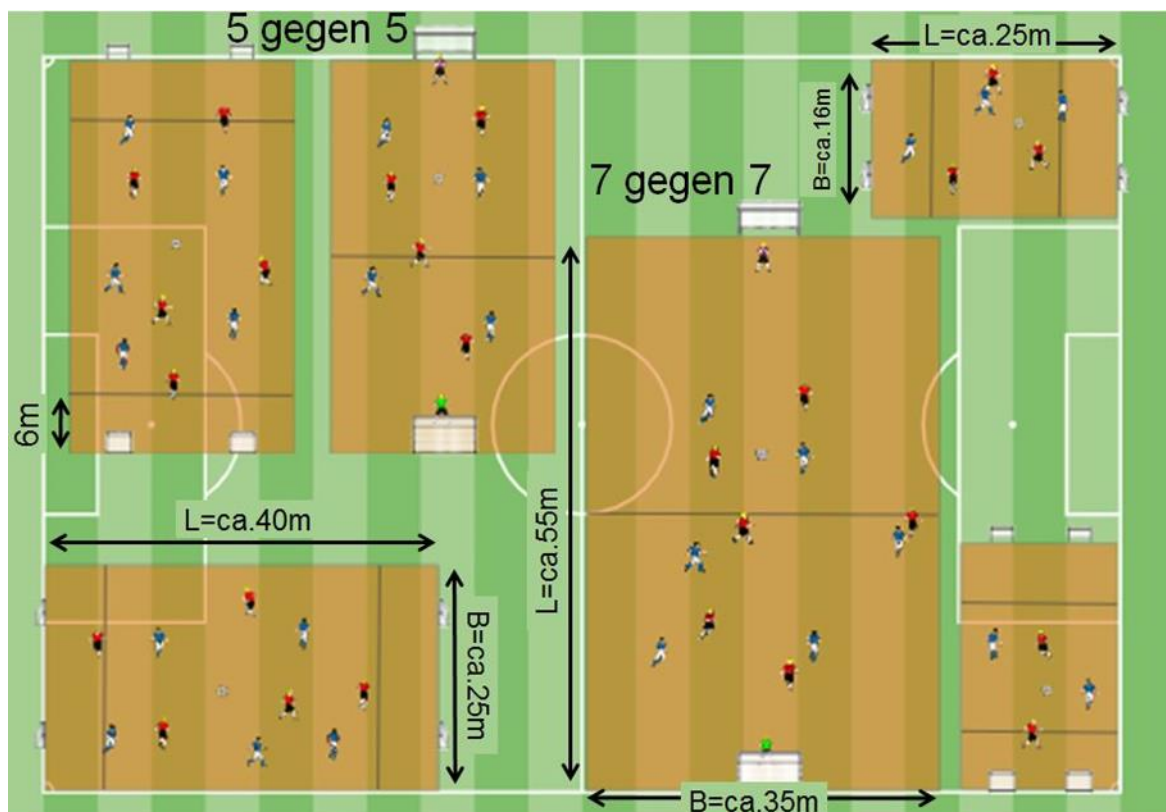 5 gegen 5
L=ca.25m
B=ca.16m
7 gegen 7
6m
L=ca.40m
L=ca.55m
B=ca.25m
B=ca.35m